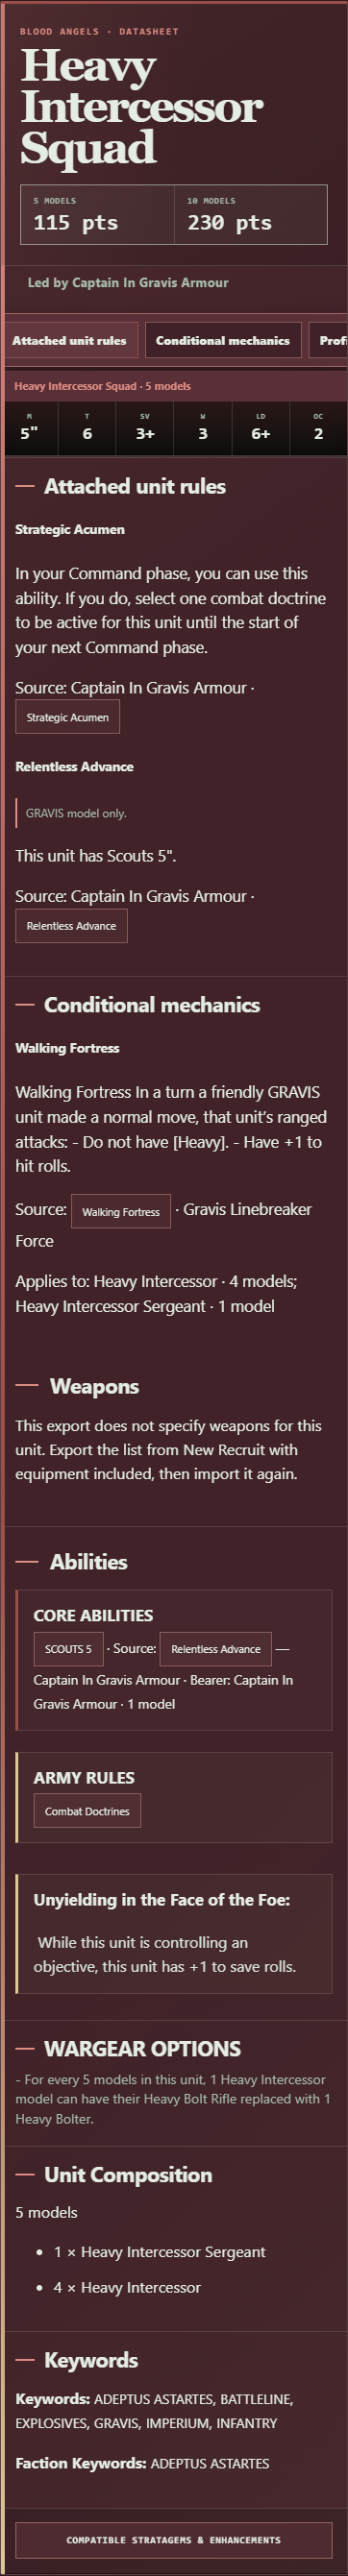 BLOOD ANGELS · DATASHEET
Heavy
Intercessor
Squad
5 MODELS
115 pts
10 MODELS
230 pts
Led by Captain In Gravis Armour
Attached unit rules
Conditional mechanics
Heavy Intercessor Squad · 5 models
M T SV W LD OC
5" 6 3+ 3 6+ 2
Attached unit rules
Strategic Acumen
In your Command phase, you can use this
ability. If you do, select one combat doctrine
to be active for this unit until the start of
your next Command phase.
Source: Captain In Gravis Armour ·
Strategic Acumen
Relentless Advance
GRAVIS model only.
This unit has Scouts 5".
Source: Captain In Gravis Armour ·
Relentless Advance
Conditional mechanics
Walking Fortress
Walking Fortress In a turn a friendly GRAVIS
unit made a normal move, that unit’s ranged
attacks: - Do not have [Heavy]. - Have +1 to
hit rolls.
Source: Walking Fortress · Gravis Linebreaker
Force
Applies to: Heavy Intercessor · 4 models;
Heavy Intercessor Sergeant · 1 model
Weapons
This export does not specify weapons for this
unit. Export the list from New Recruit with
equipment included, then import it again.
Abilities
CORE ABILITIES
SCOUTS 5 · Source: Relentless Advance —
Captain In Gravis Armour · Bearer: Captain In
Gravis Armour · 1 model
ARMY RULES
Combat Doctrines
Unyielding in the Face of the Foe:
While this unit is controlling an
objective, this unit has +1 to save rolls.
WARGEAR OPTIONS
- For every 5 models in this unit, 1 Heavy Intercessor
model can have their Heavy Bolt Rifle replaced with 1
Heavy Bolter.
Unit Composition
5 models
• 1 × Heavy Intercessor Sergeant
• 4 × Heavy Intercessor
Keywords
Keywords: ADEPTUS ASTARTES, BATTLELINE,
EXPLOSIVES, GRAVIS, IMPERIUM, INFANTRY
Faction Keywords: ADEPTUS ASTARTES
COMPATIBLE STRATAGEMS & ENHANCEMENTS